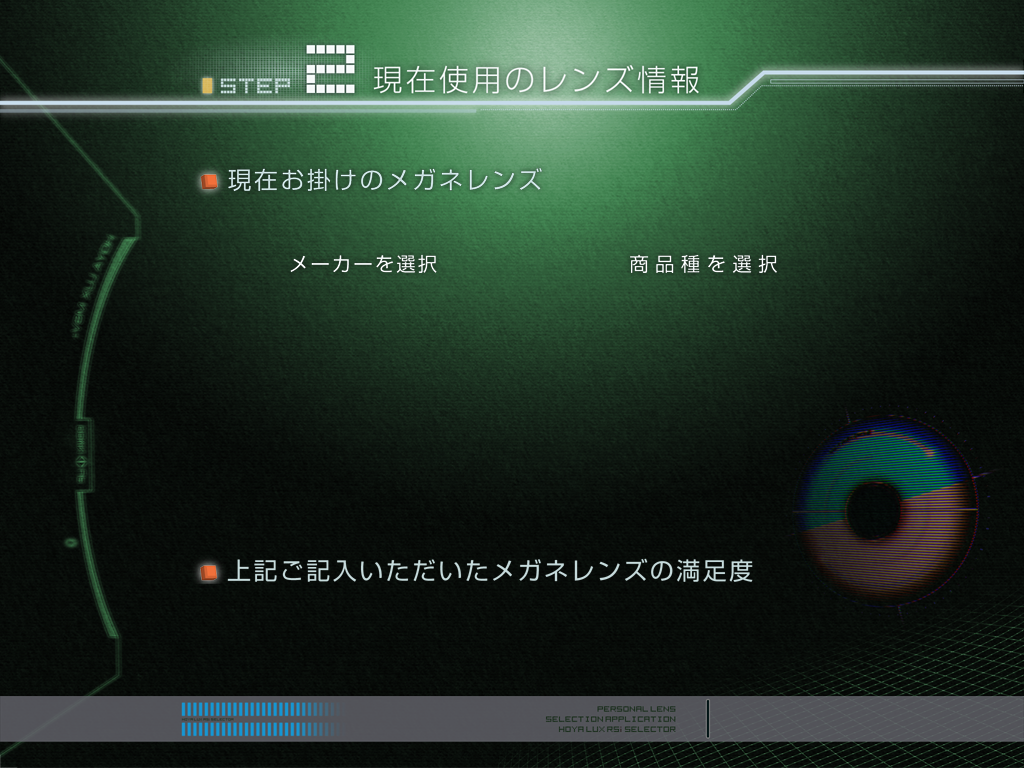 STEP 2 現在使用のレンズ情報
現在お掛けのメガネレンズ
メーカーを選択
商品種を選択
上記ご記入いただいたメガネレンズの満足度
PERSONAL LENS
SELECTION APPLICATION
HOYA LUX RSi SELECTOR